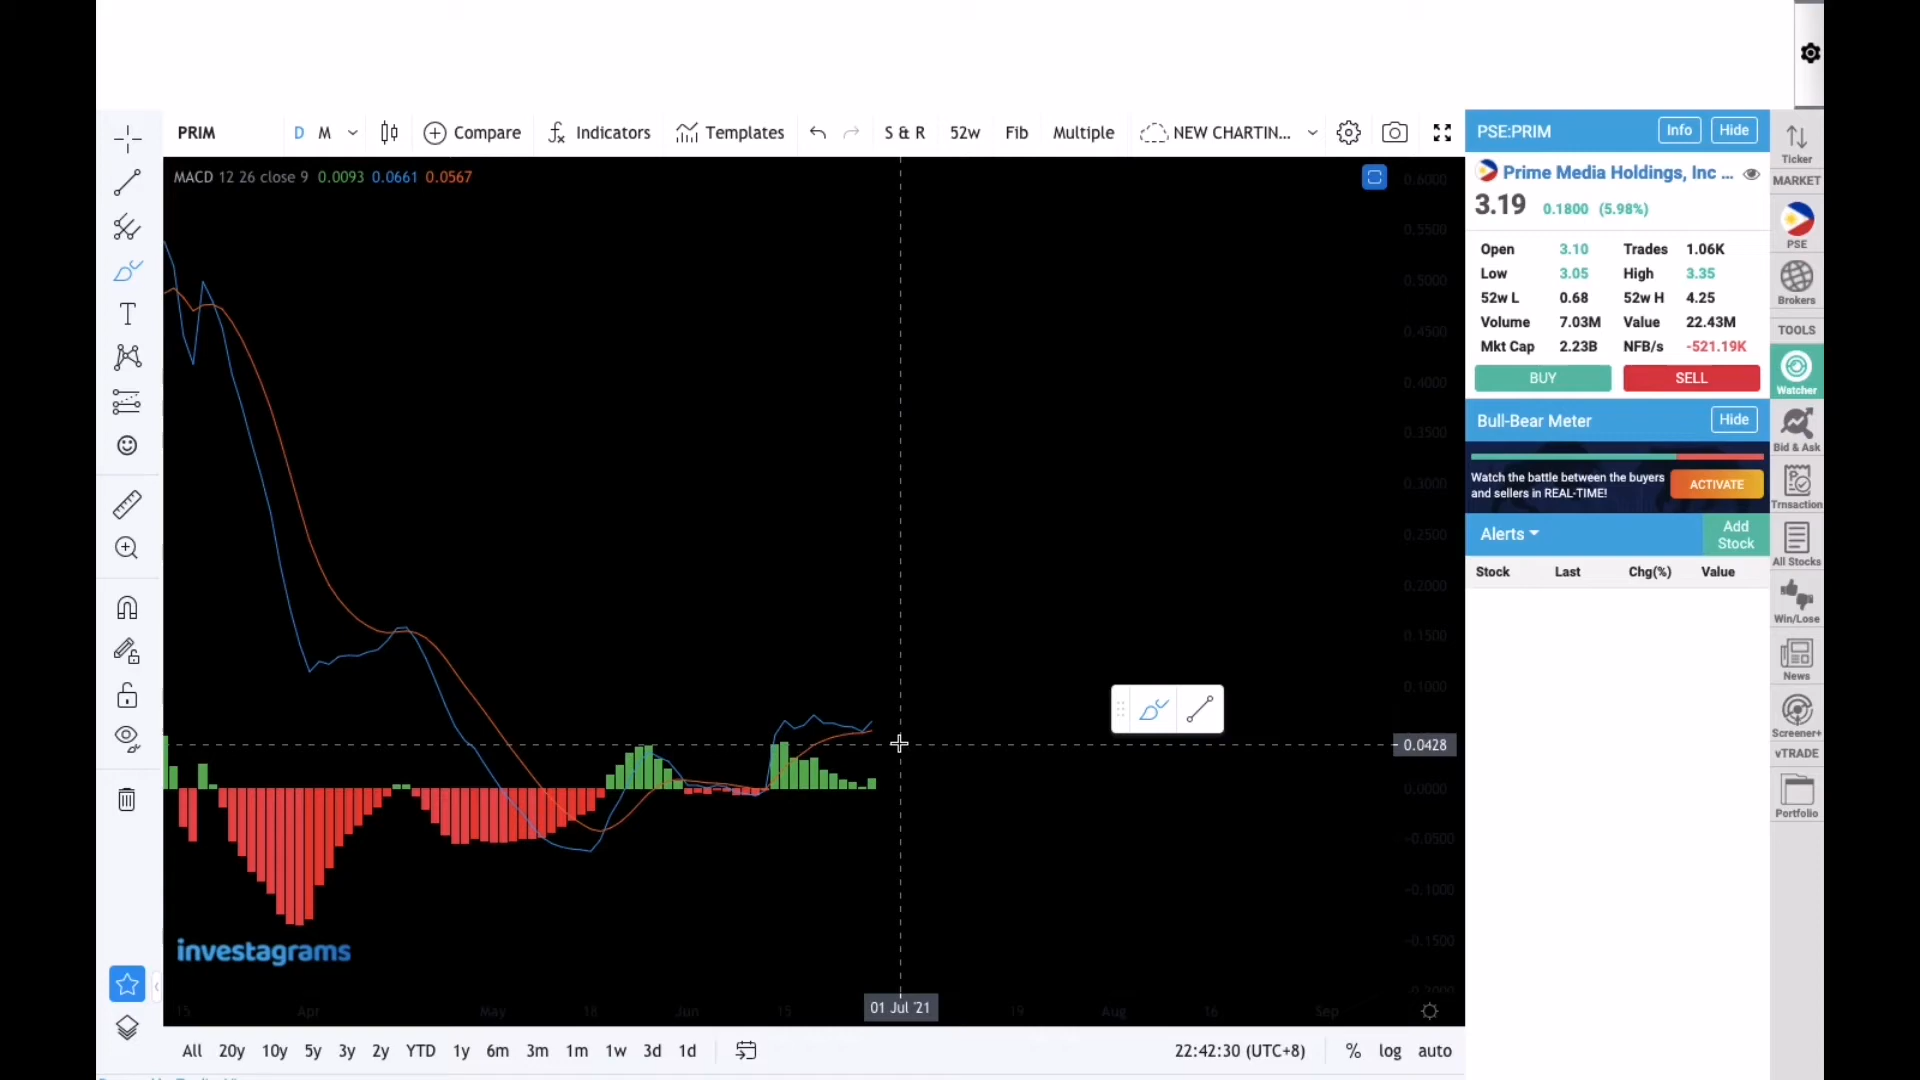 PRIM D M Compare Indicators Templates S & R 52w Fib Multiple NEW CHARTIN...
MACD 12 26 close 9 0.0093 0.0661 0.0567
0.6000
0.5500
0.5000
0.4500
0.4000
0.3500
0.3000
0.2500
0.2000
0.1500
0.1000
0.0428
0.0000
-0.0500
-0.1000
-0.1500
-0.2000
investagrams
15 Apr May 18 Jun 15 01 Jul '21 19 Aug 16 Sep
All 20y 10y 5y 3y 2y YTD 1y 6m 3m 1m 1w 3d 1d 22:42:30 (UTC+8) % log auto
PSE:PRIM Info Hide
Prime Media Holdings, Inc ...
3.19 0.1800 (5.98%)
Open 3.10 Trades 1.06K
Low 3.05 High 3.35
52w L 0.68 52w H 4.25
Volume 7.03M Value 22.43M
Mkt Cap 2.23B NFB/s -521.19K
BUY SELL
Bull-Bear Meter Hide
Watch the battle between the buyers
and sellers in REAL-TIME!
ACTIVATE
Alerts Add
Stock
Stock Last Chg(%) Value
Ticker
MARKET
PSE
Brokers
TOOLS
Watcher
Bid & Ask
Trnsaction
All Stocks
Win/Lose
News
Screener+
vTRADE
Portfolio